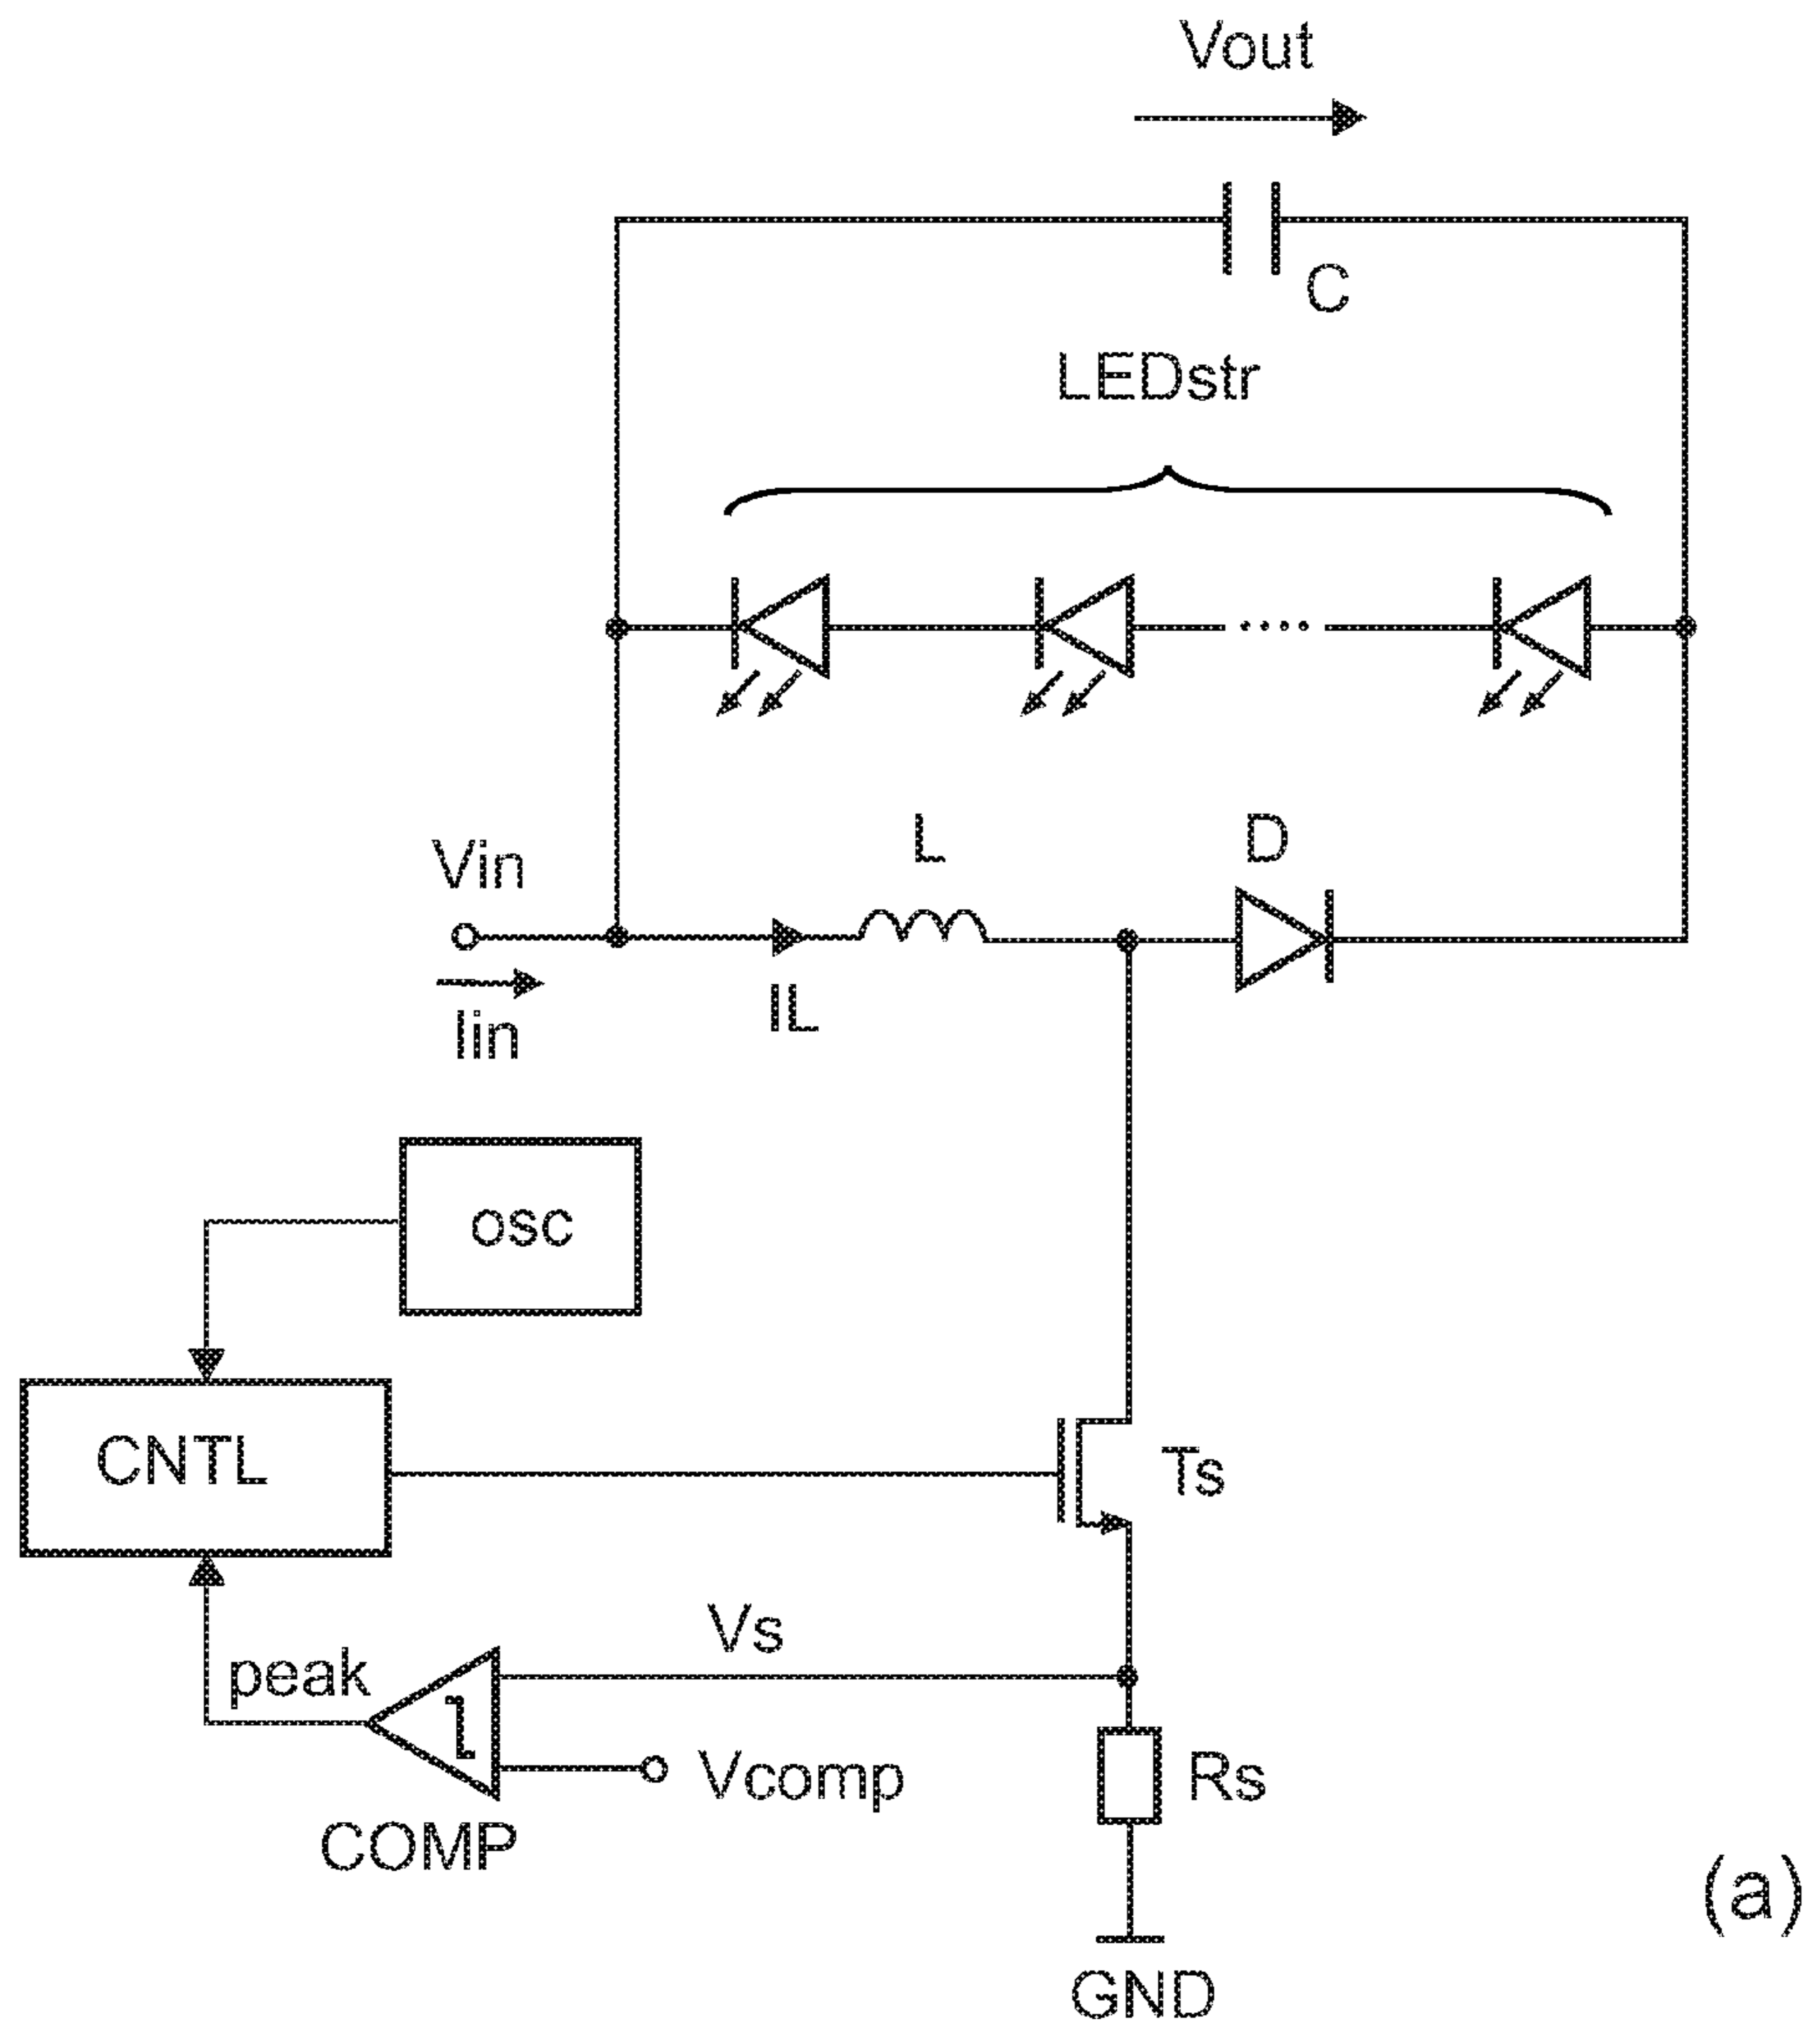 Vout
C
LEDstr
L
D
Vin
IL
Iin
osc
CNTL
Ts
Vs
peak
Vcomp
Rs
COMP
(a)
GND